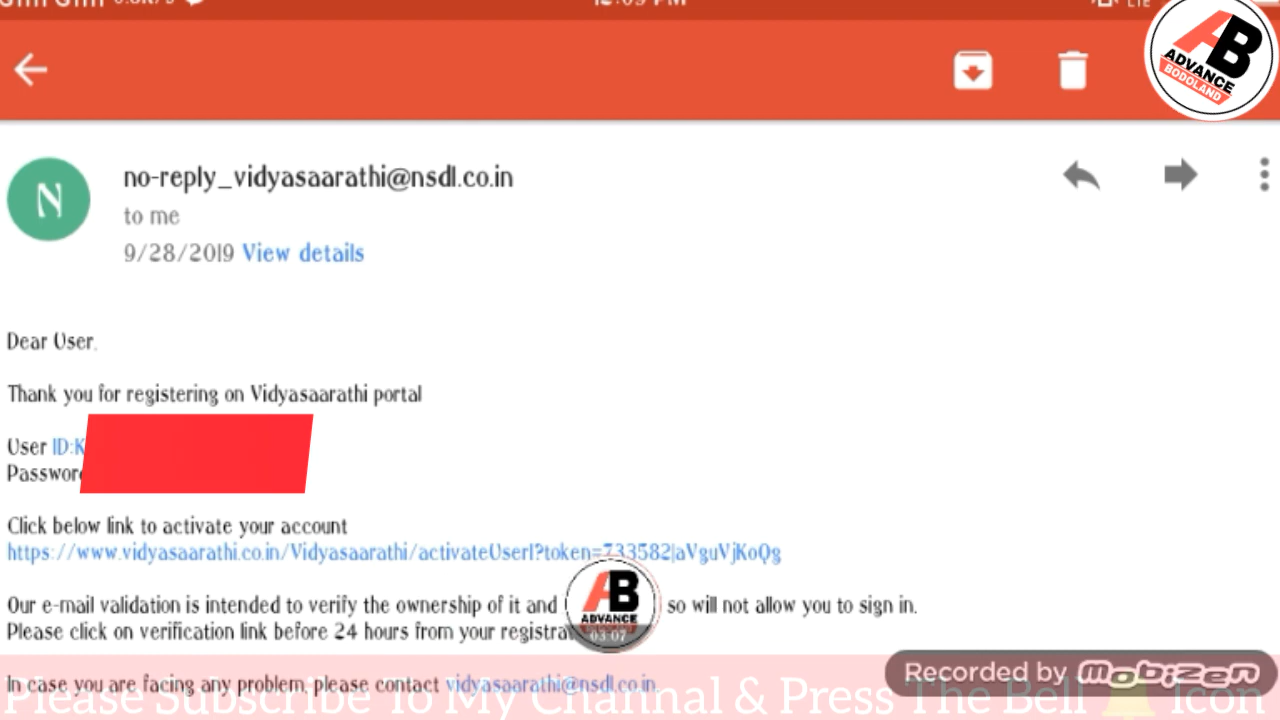 ADVANCE
BODOLAND
no-reply_vidyasaarathi@nsdl.co.in
N
to me
9/28/2019 View details
Dear User,
Thank you for registering on Vidyasaarathi portal
User ID:K
Password
Click below link to activate your account
https://www.vidyasaarathi.co.in/Vidyasaarathi/activateUser1?token=733582|aVguVjKoQg
AB
ADVANCE
03:07
Our e-mail validation is intended to verify the ownership of it and so will not allow you to sign in.
Please click on verification link before 24 hours from your
Recorded by mobizen
In case you are facing any problem, please contact vidyasaarathi@nsdl.co.in.
Please Subscribe To My Channal & Press The Bell 🔔 Icon